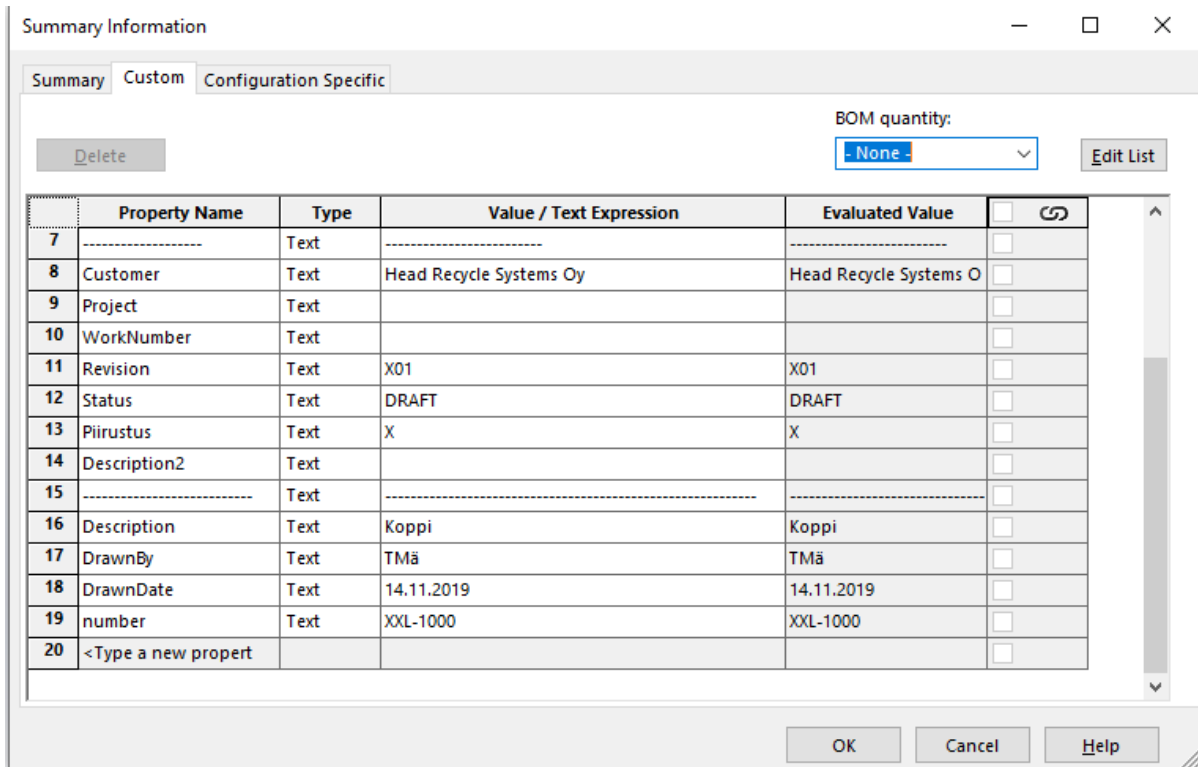 Summary Information
Summary Custom Configuration Specific
BOM quantity:
Delete - None - Edit List
Property Name Type Value / Text Expression Evaluated Value
7 ------------------- Text ------------------------- -------------------------
8 Customer Text Head Recycle Systems Oy Head Recycle Systems O
9 Project Text
10 WorkNumber Text
11 Revision Text X01 X01
12 Status Text DRAFT DRAFT
13 Piirustus Text X X
14 Description2 Text
15 --------------------------- Text ----------------------------------------------------------- -------------------------------
16 Description Text Koppi Koppi
17 DrawnBy Text TMä TMä
18 DrawnDate Text 14.11.2019 14.11.2019
19 number Text XXL-1000 XXL-1000
20 <Type a new propert
OK Cancel Help